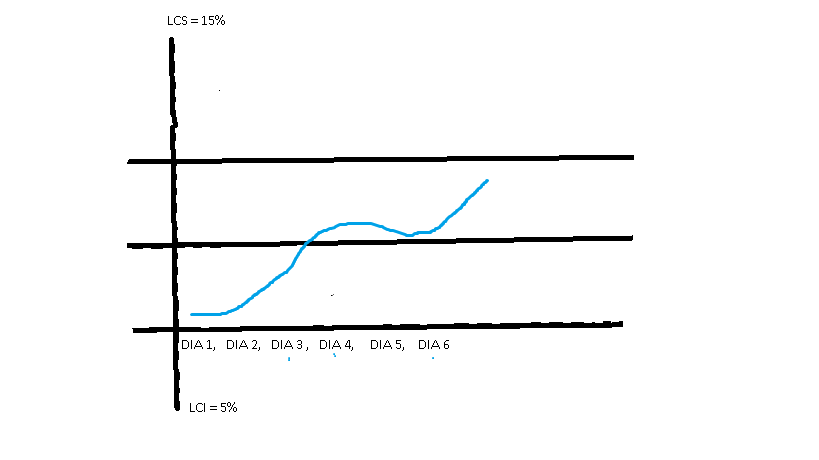 LCS = 15%
DIA 1, DIA 2, DIA 3 , DIA 4, DIA 5, DIA 6
LCI = 5%